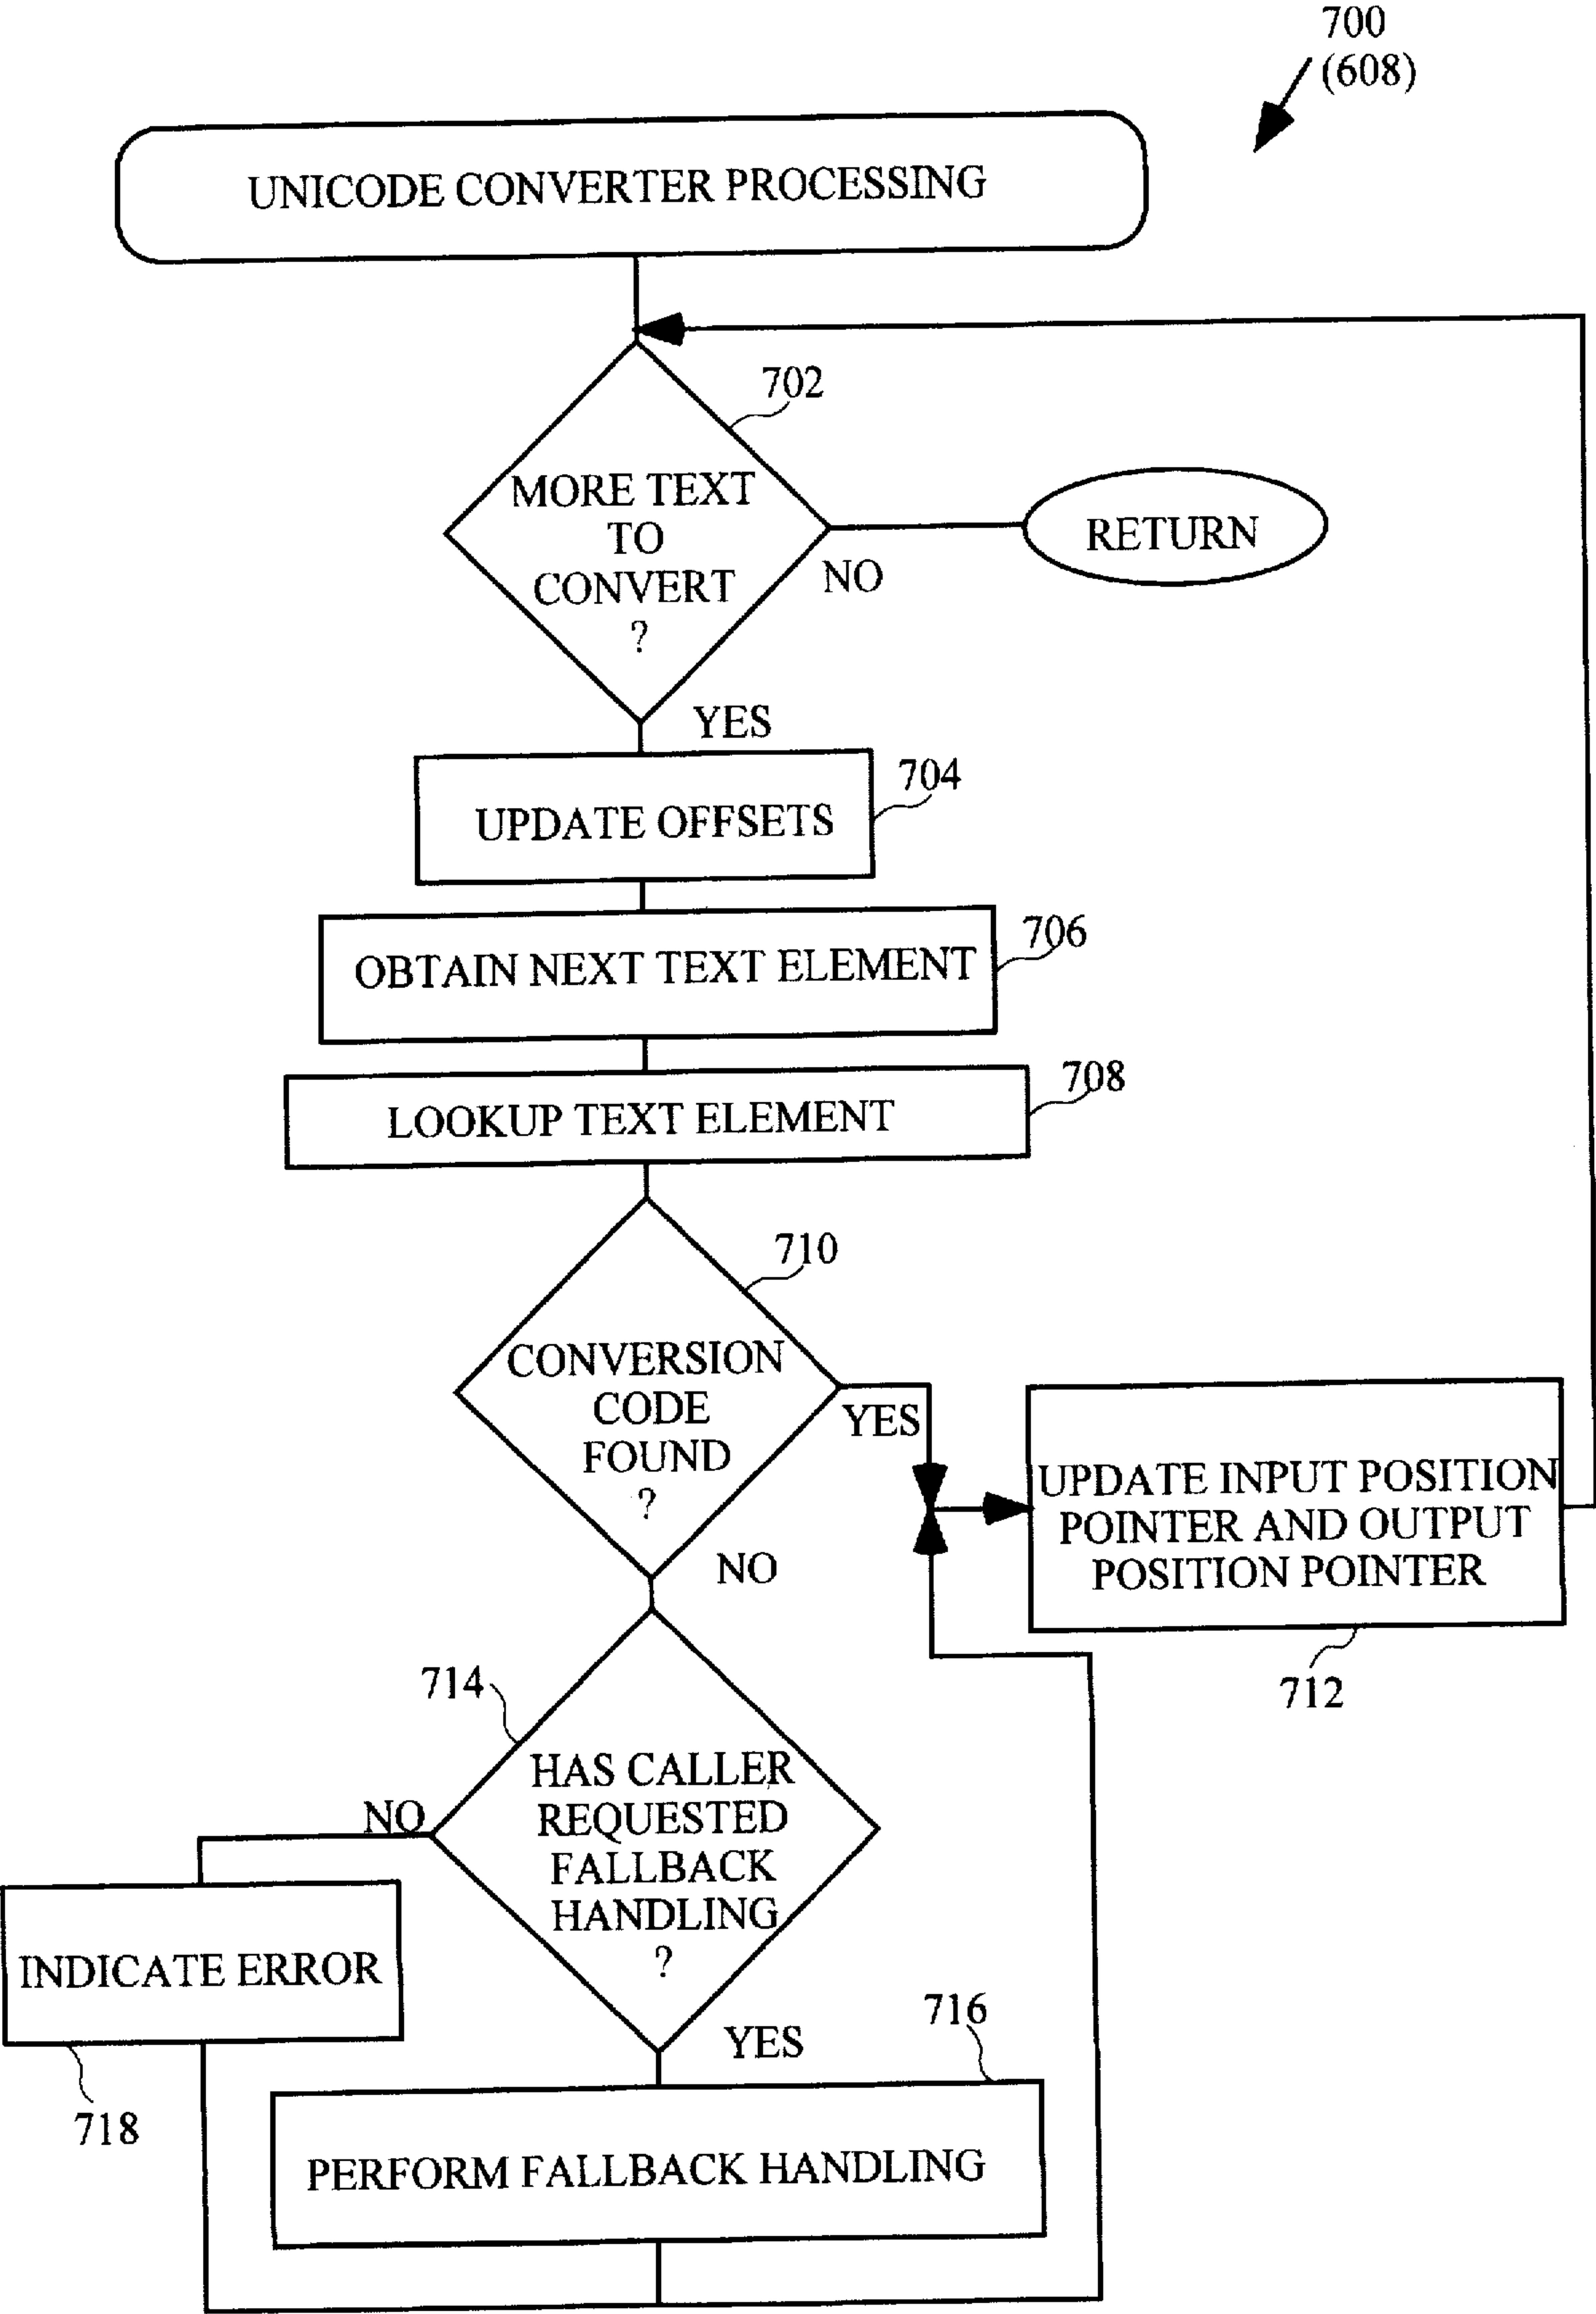 700
(608)
UNICODE CONVERTER PROCESSING
702
MORE TEXT
TO
CONVERT
?
NO
RETURN
YES
704
UPDATE OFFSETS
706
OBTAIN NEXT TEXT ELEMENT
708
LOOKUP TEXT ELEMENT
710
CONVERSION
CODE
FOUND
?
YES
NO
UPDATE INPUT POSITION
POINTER AND OUTPUT
POSITION POINTER
712
714
HAS CALLER
REQUESTED
FALLBACK
HANDLING
?
NO
YES
INDICATE ERROR
718
716
PERFORM FALLBACK HANDLING